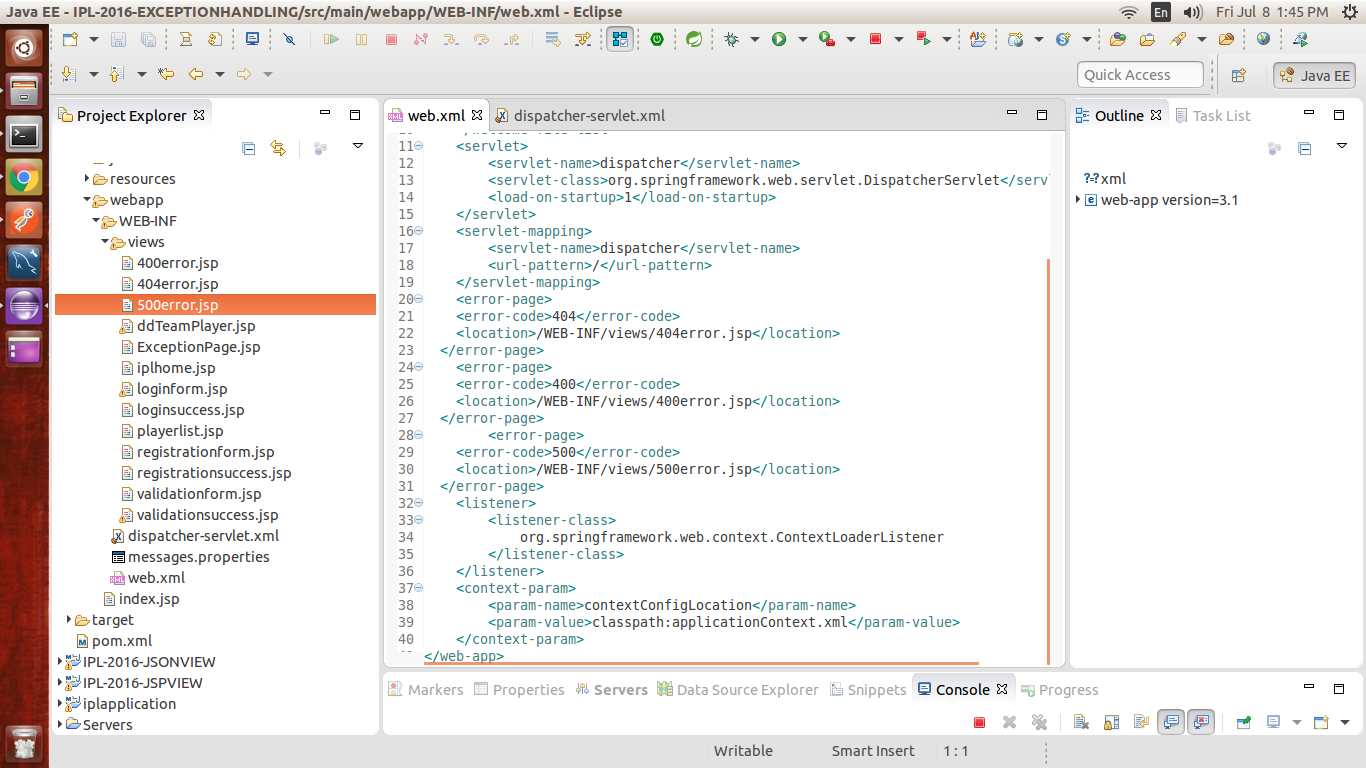 Java EE - IPL-2016-EXCEPTIONHANDLING/src/main/webapp/WEB-INF/web.xml - Eclipse
En
Fri Jul 8 1:45 PM
Quick Access
Java EE
Project Explorer
resources
webapp
WEB-INF
views
400error.jsp
404error.jsp
500error.jsp
ddTeamPlayer.jsp
ExceptionPage.jsp
iplhome.jsp
loginform.jsp
loginsuccess.jsp
playerlist.jsp
registrationform.jsp
registrationsuccess.jsp
validationform.jsp
validationsuccess.jsp
dispatcher-servlet.xml
messages.properties
web.xml
index.jsp
target
pom.xml
IPL-2016-JSONVIEW
IPL-2016-JSPVIEW
iplapplication
Servers
web.xml
dispatcher-servlet.xml
11 <servlet>
12 <servlet-name>dispatcher</servlet-name>
13 <servlet-class>org.springframework.web.servlet.DispatcherServlet</serv
14 <load-on-startup>1</load-on-startup>
15 </servlet>
16 <servlet-mapping>
17 <servlet-name>dispatcher</servlet-name>
18 <url-pattern>/</url-pattern>
19 </servlet-mapping>
20 <error-page>
21 <error-code>404</error-code>
22 <location>/WEB-INF/views/404error.jsp</location>
23 </error-page>
24 <error-page>
25 <error-code>400</error-code>
26 <location>/WEB-INF/views/400error.jsp</location>
27 </error-page>
28 <error-page>
29 <error-code>500</error-code>
30 <location>/WEB-INF/views/500error.jsp</location>
31 </error-page>
32 <listener>
33 <listener-class>
34 org.springframework.web.context.ContextLoaderListener
35 </listener-class>
36 </listener>
37 <context-param>
38 <param-name>contextConfigLocation</param-name>
39 <param-value>classpath:applicationContext.xml</param-value>
40 </context-param>
</web-app>
Outline
Task List
xml
web-app version=3.1
Markers
Properties
Servers
Data Source Explorer
Snippets
Console
Progress
Writable
Smart Insert
1 : 1